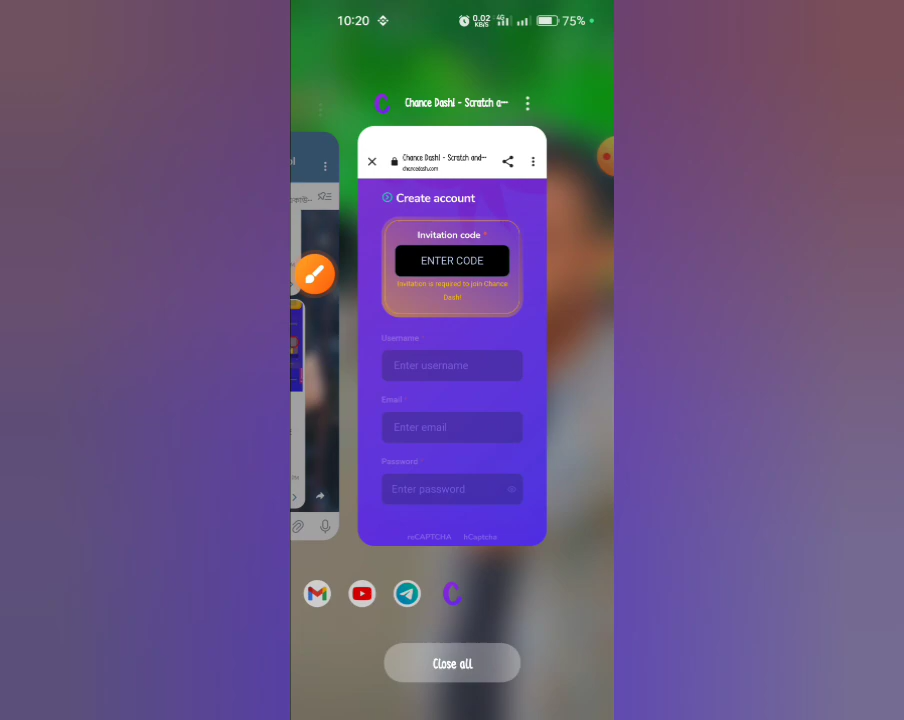 10:20
0.02
KB/S
4G
75%
C Chance Dash! - Scratch a--
Chance Dash! - Scratch and--
chancedash.com
Create account
Invitation code *
ENTER CODE
Invitation is required to join Chance
Dash!
Username *
Enter username
Email
Enter email
Password *
Enter password
reCAPTCHA hCaptcha
C
Close all